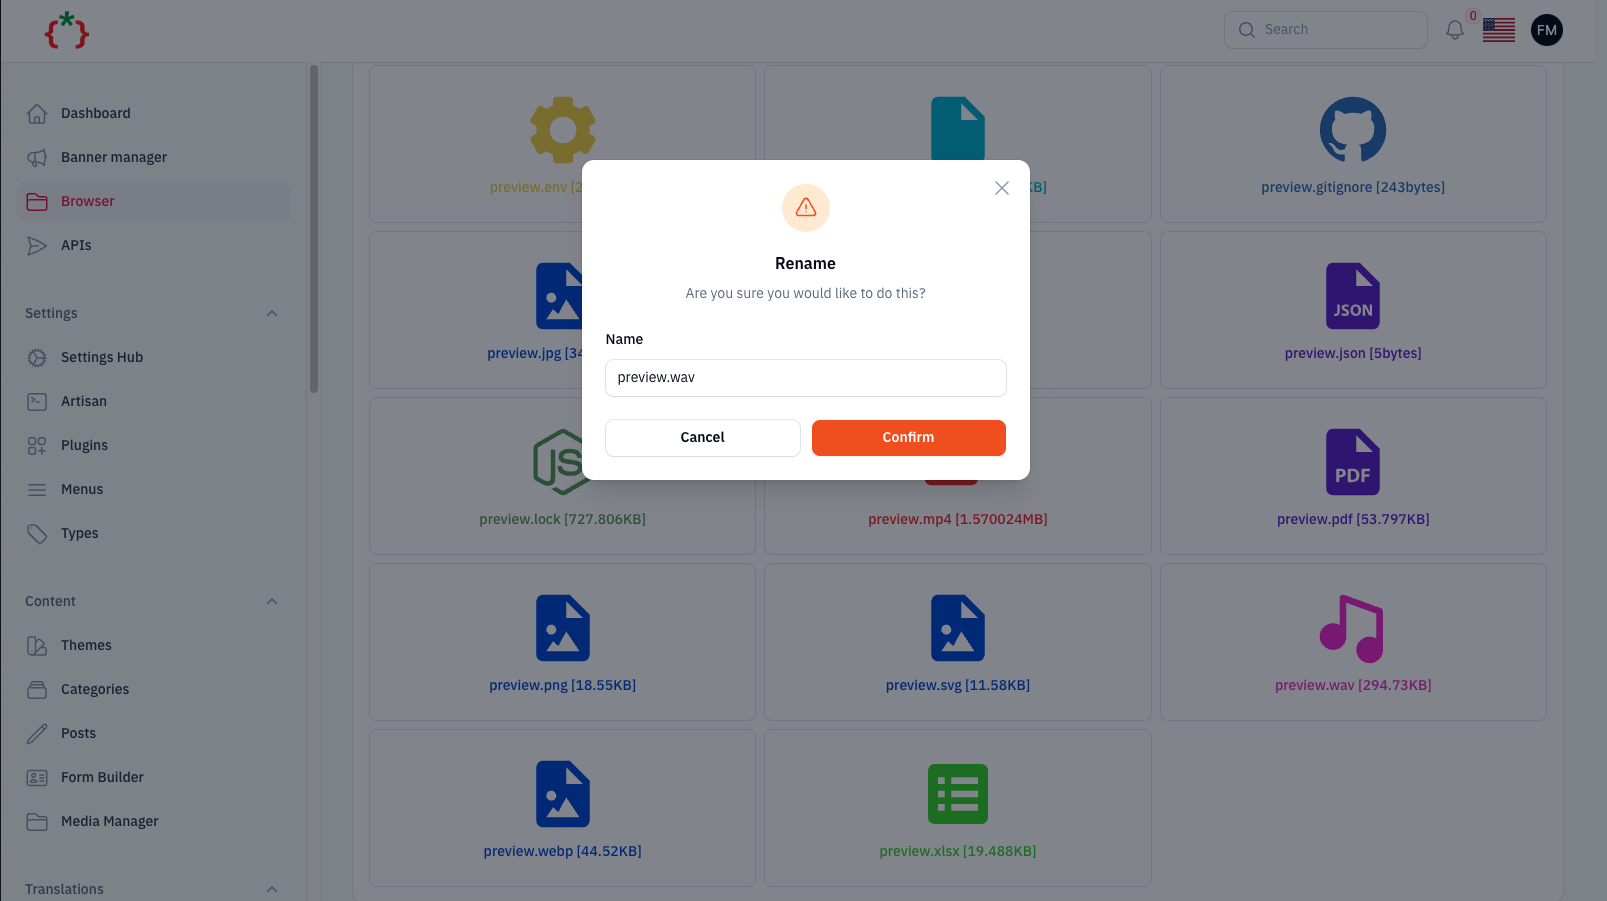 {*}
Search
0
FM
Dashboard
Banner manager
Browser
APIs
Settings
Settings Hub
Artisan
Plugins
Menus
Types
Content
Themes
Categories
Posts
Form Builder
Media Manager
Translations
preview.env [2
KB]
preview.gitignore [243bytes]
preview.jpg [34
JSON
preview.json [5bytes]
JS
preview.lock [727.806KB]
preview.mp4 [1.570024MB]
PDF
preview.pdf [53.797KB]
preview.png [18.55KB]
preview.svg [11.58KB]
preview.wav [294.73KB]
preview.webp [44.52KB]
preview.xlsx [19.488KB]
Rename
Are you sure you would like to do this?
Name
preview.wav
Cancel
Confirm